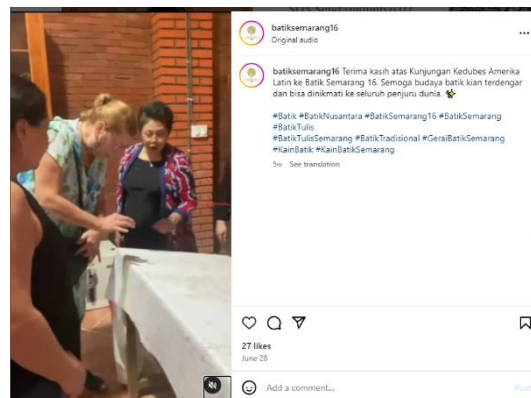 batiksemarang16
Original audio
batiksemarang16 Terima kasih atas Kunjungan Kedubes Amerika
Latin ke Batik Semarang 16. Semoga budaya batik kian terdengar
dan bisa dinikmati ke seluruh penjuru dunia.
#Batik #BatikNusantara #BatikSemarang16 #BatikSemarang
#BatikTulis
#BatikTulisSemarang #BatikTradisional #GeraiBatikSemarang
#KainBatik #KainBatikSemarang
5w See translation
27 likes
June 28
Add a comment...
Post